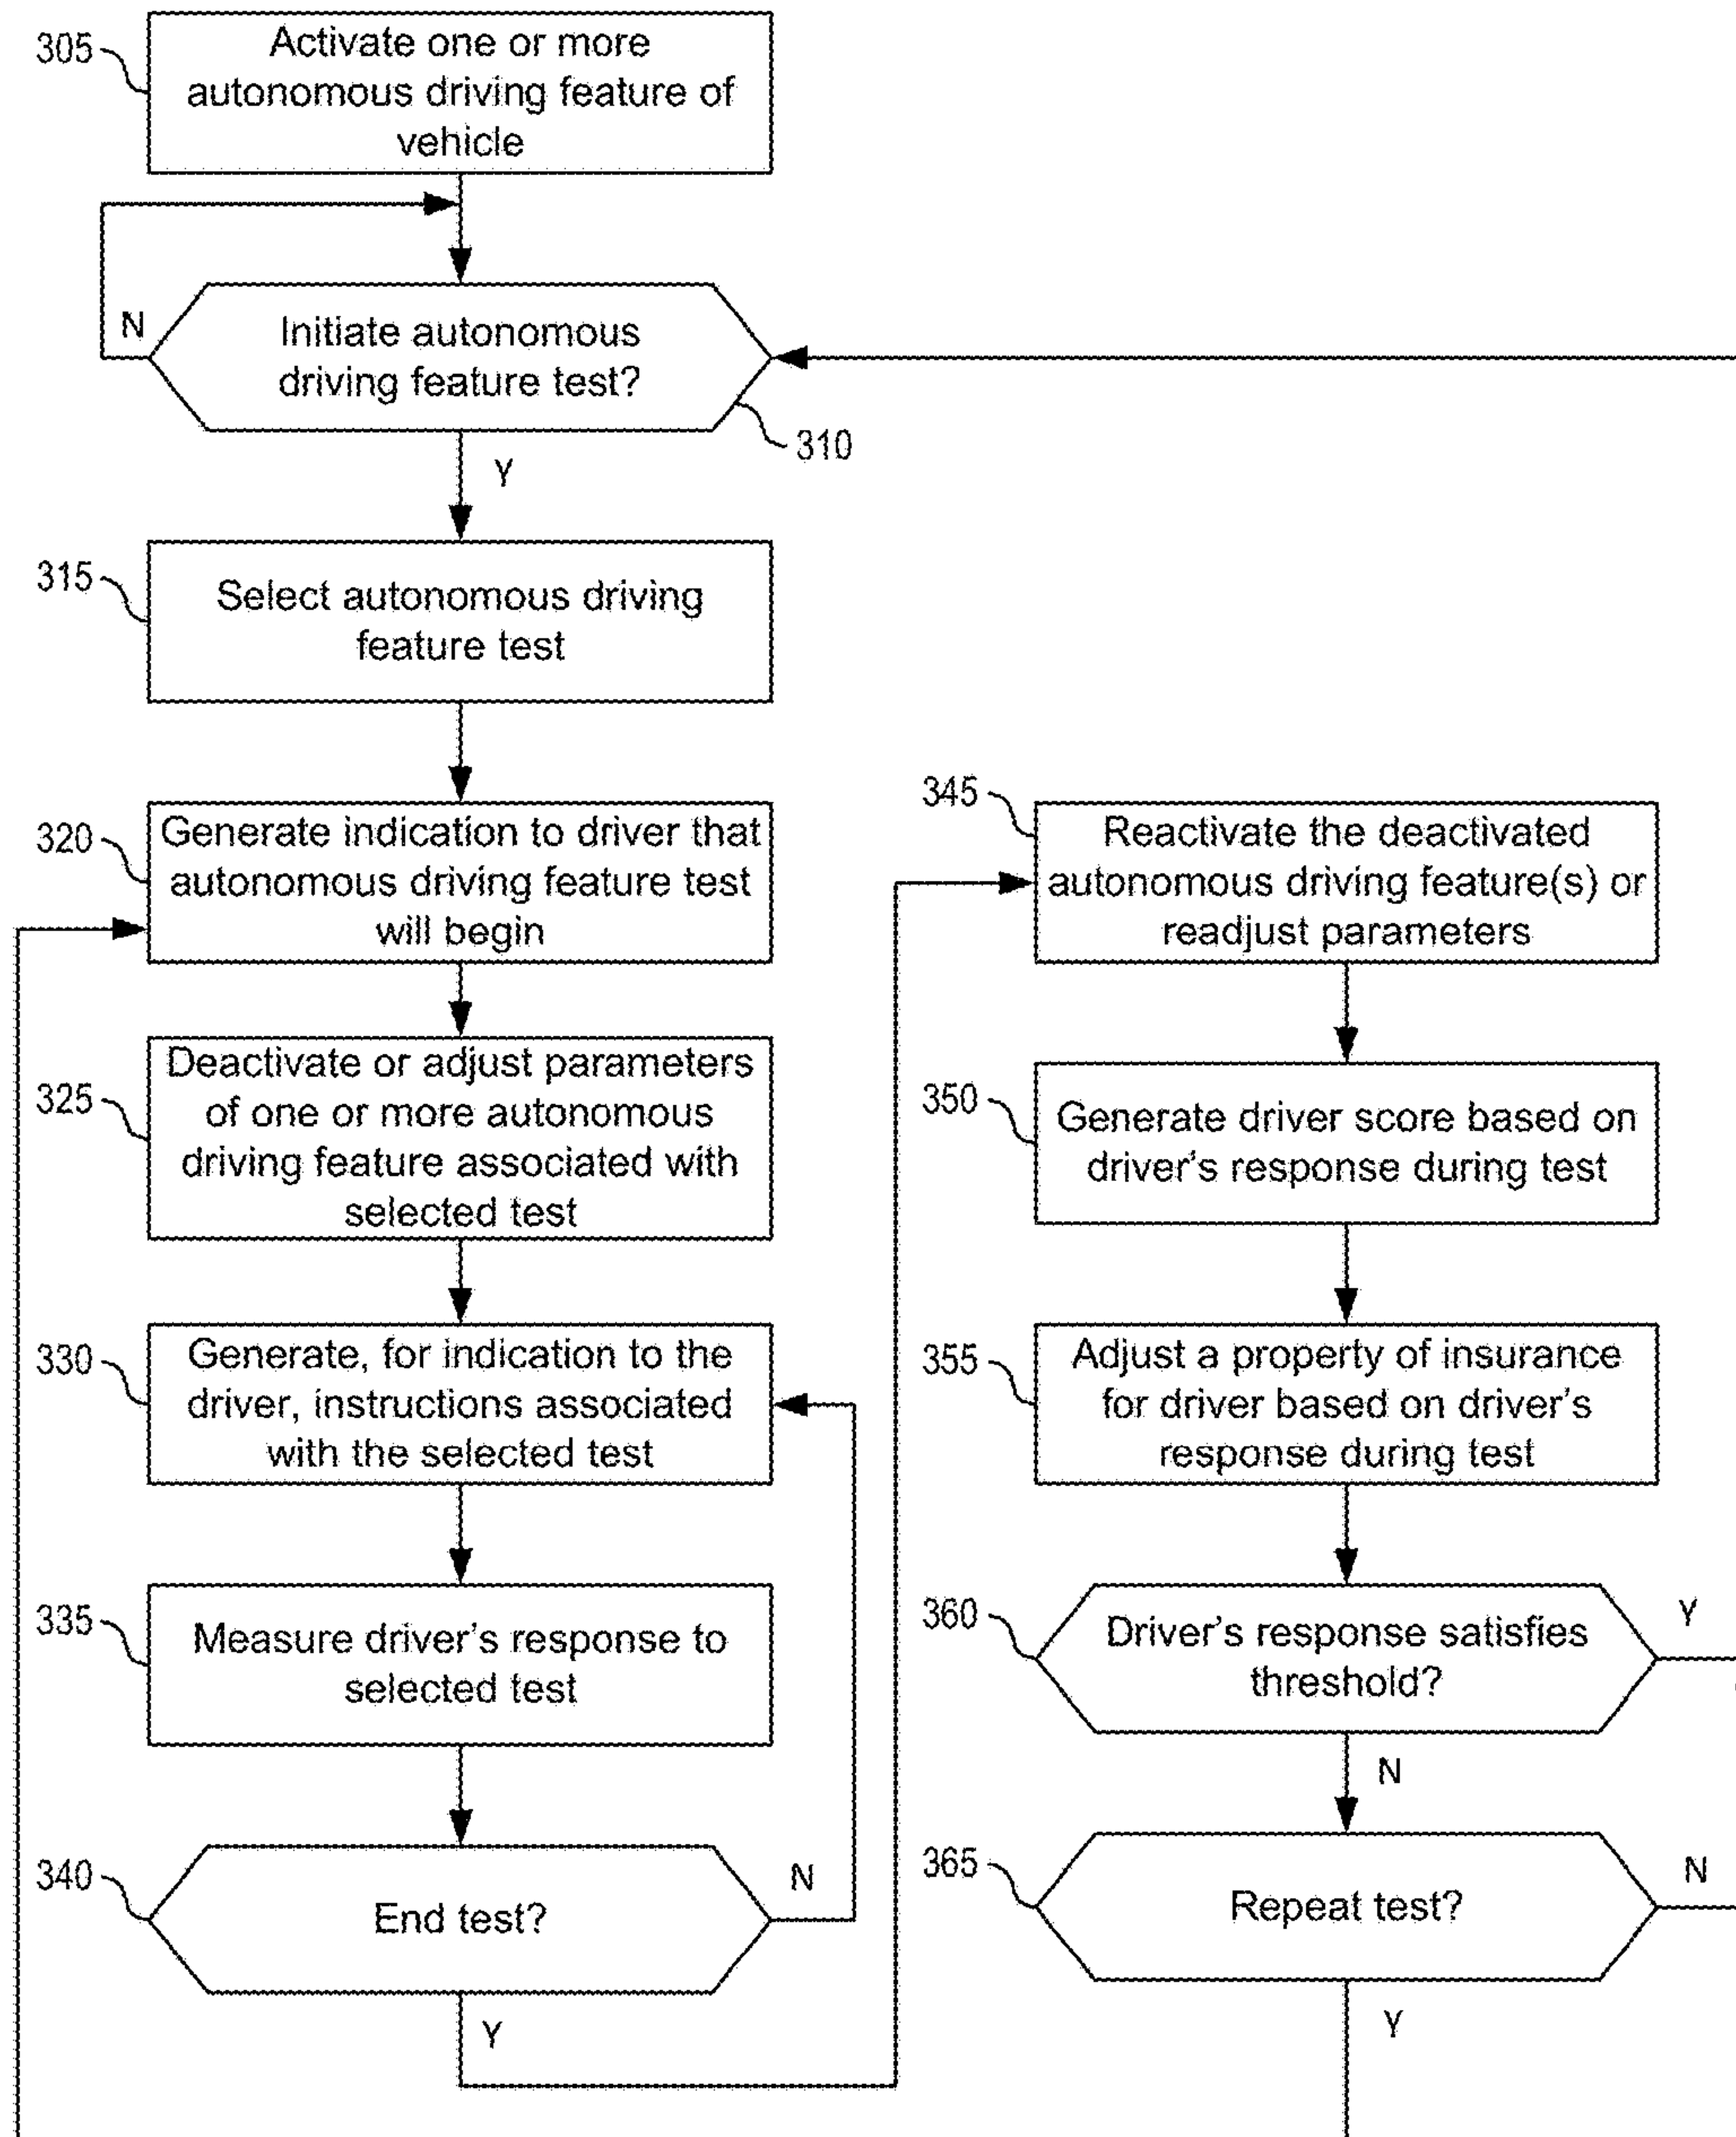 305
Activate one or more
autonomous driving feature of
vehicle
N
Initiate autonomous
driving feature test?
310
Y
315
Select autonomous driving
feature test
320
Generate indication to driver that
autonomous driving feature test
will begin
325
Deactivate or adjust parameters
of one or more autonomous
driving feature associated with
selected test
330
Generate, for indication to the
driver, instructions associated
with the selected test
335
Measure driver's response to
selected test
340
End test?
N
Y
345
Reactivate the deactivated
autonomous driving feature(s) or
readjust parameters
350
Generate driver score based on
driver's response during test
355
Adjust a property of insurance
for driver based on driver's
response during test
360
Driver's response satisfies
threshold?
Y
N
365
Repeat test?
N
Y